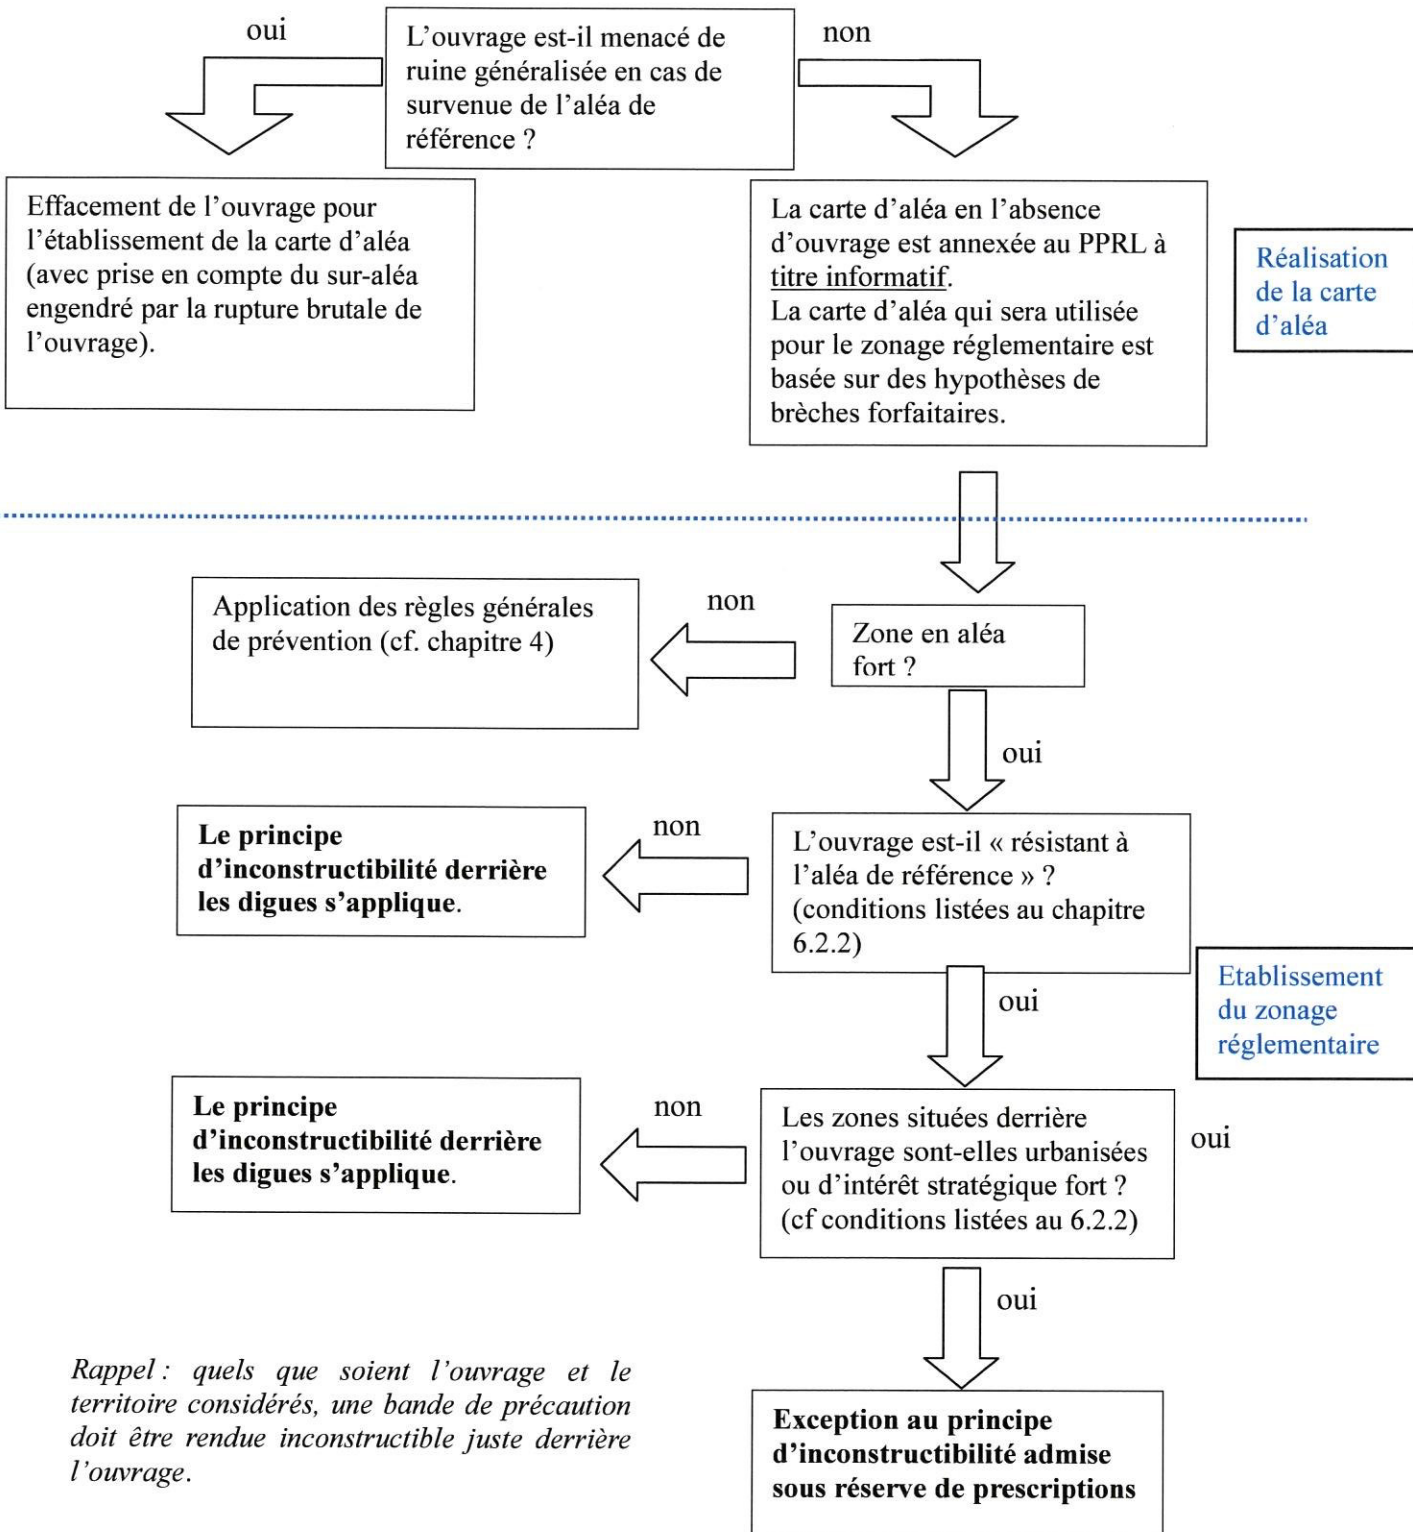 oui
L'ouvrage est-il menacé de
ruine généralisée en cas de
survenue de l'aléa de
référence ?
non
Effacement de l'ouvrage pour
l'établissement de la carte d'aléa
(avec prise en compte du sur-aléa
engendré par la rupture brutale de
l'ouvrage).
La carte d'aléa en l'absence
d'ouvrage est annexée au PPRL à
titre informatif.
La carte d'aléa qui sera utilisée
pour le zonage réglementaire est
basée sur des hypothèses de
brèches forfaitaires.
Réalisation
de la carte
d'aléa
Application des règles générales
de prévention (cf. chapitre 4)
non
Zone en aléa
fort ?
oui
Le principe
d'inconstructibilité derrière
les digues s'applique.
non
L'ouvrage est-il « résistant à
l'aléa de référence » ?
(conditions listées au chapitre
6.2.2)
oui
Etablissement
du zonage
réglementaire
Le principe
d'inconstructibilité derrière
les digues s'applique.
non
Les zones situées derrière
l'ouvrage sont-elles urbanisées
ou d'intérêt stratégique fort ?
(cf conditions listées au 6.2.2)
oui
oui
Rappel : quels que soient l'ouvrage et le
territoire considérés, une bande de précaution
doit être rendue inconstructible juste derrière
l'ouvrage.
Exception au principe
d'inconstructibilité admise
sous réserve de prescriptions